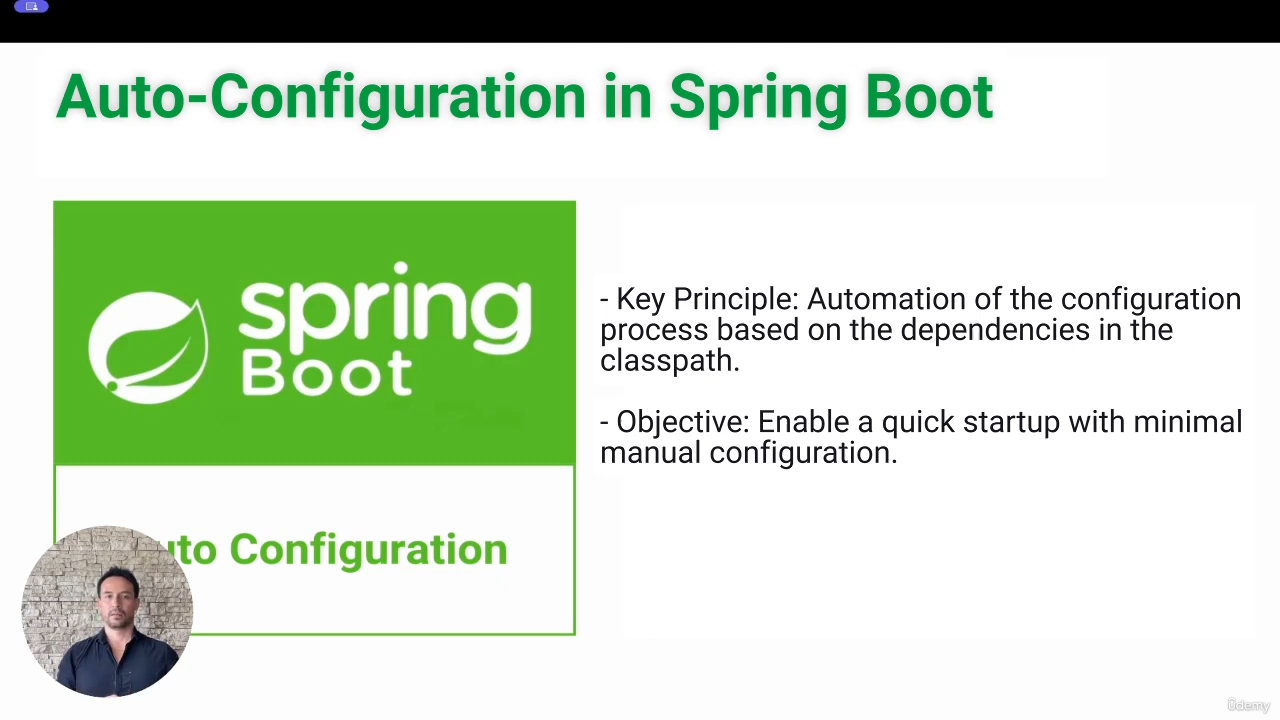 Auto-Configuration in Spring Boot
spring
Boot
- Key Principle: Automation of the configuration
process based on the dependencies in the
classpath.
- Objective: Enable a quick startup with minimal
manual configuration.
uto Configuration
ûdemy